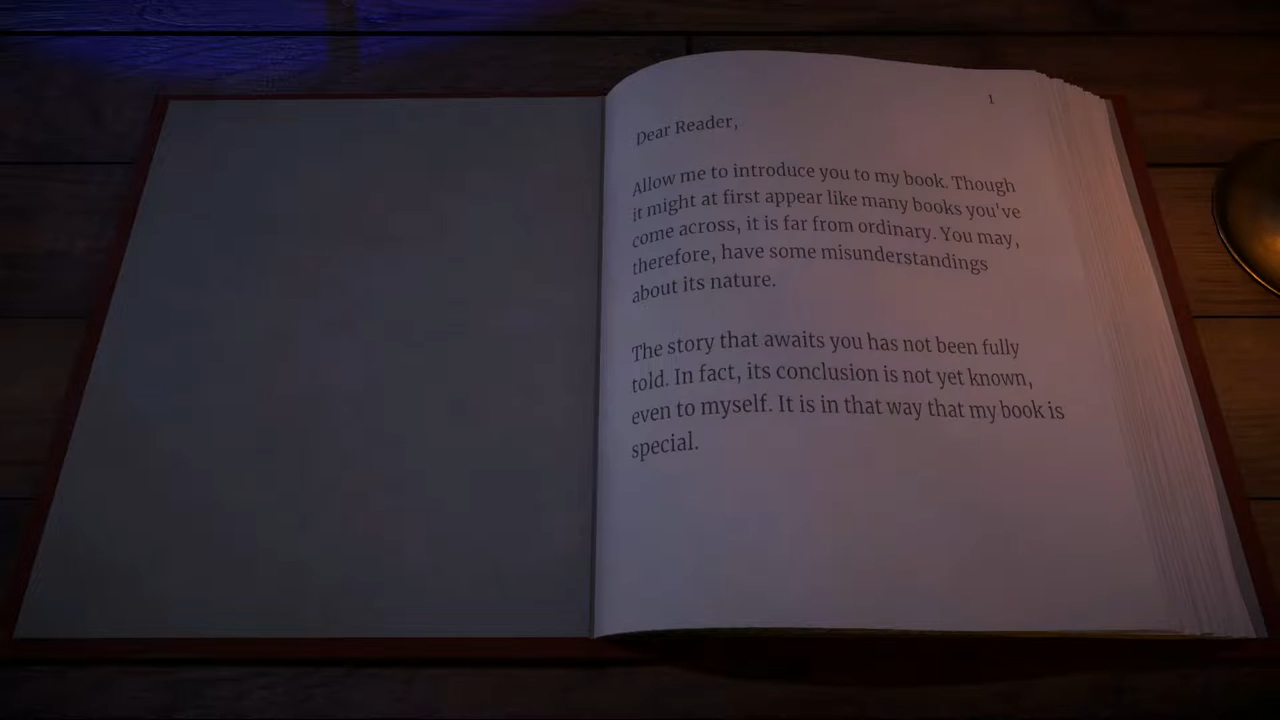 1
Dear Reader,
Allow me to introduce you to my book. Though
it might at first appear like many books you've
come across, it is far from ordinary. You may,
therefore, have some misunderstandings
about its nature.
The story that awaits you has not been fully
told. In fact, its conclusion is not yet known,
even to myself. It is in that way that my book is
special.